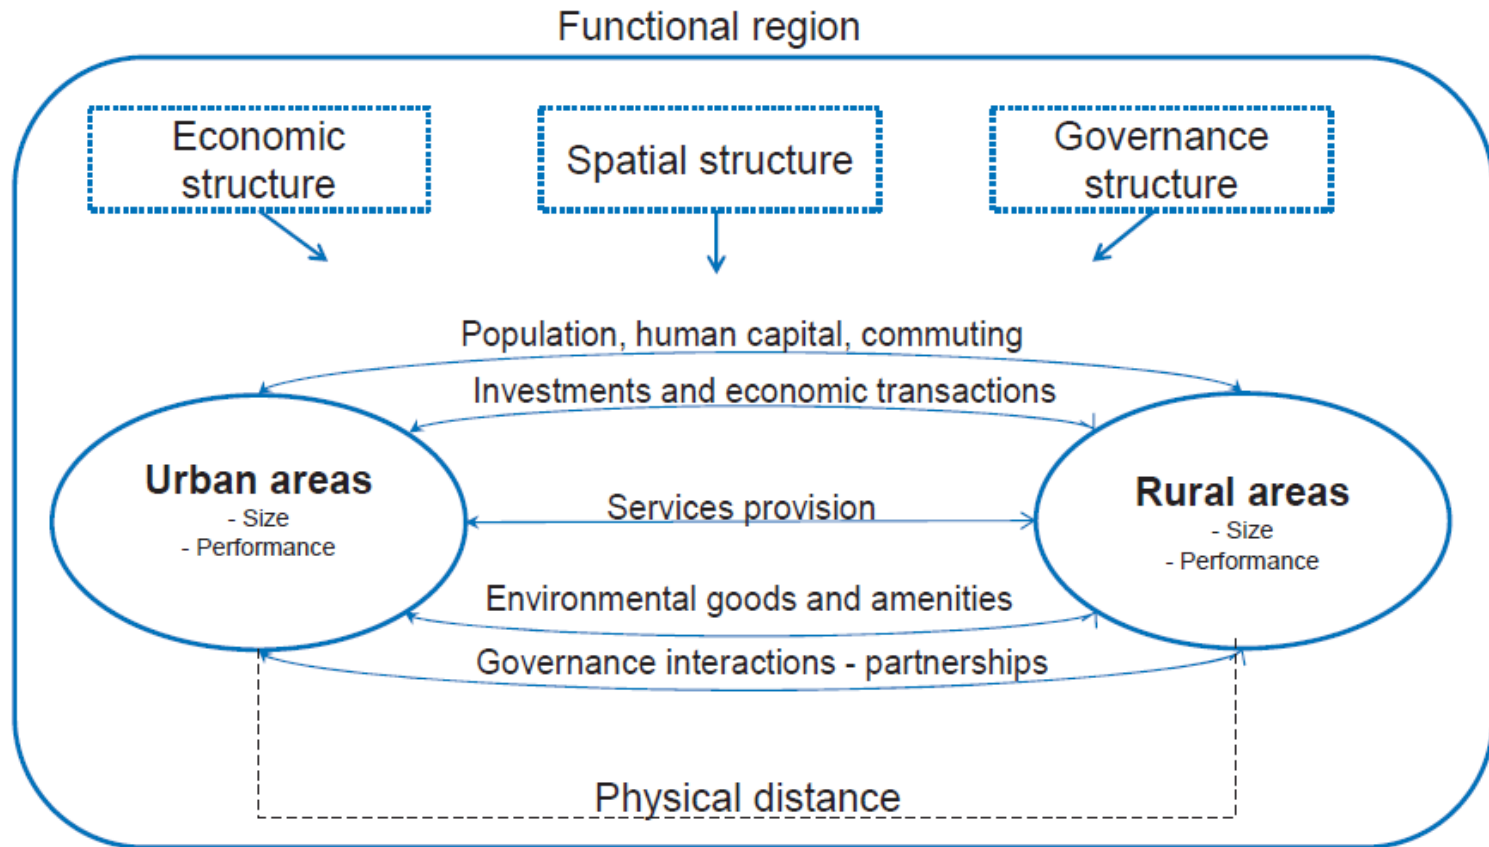 Functional region
Economic
structure
Spatial structure
Governance
structure
Population, human capital, commuting
Investments and economic transactions
Urban areas
- Size
- Performance
Services provision
Rural areas
- Size
- Performance
Environmental goods and amenities
Governance interactions - partnerships
Physical distance